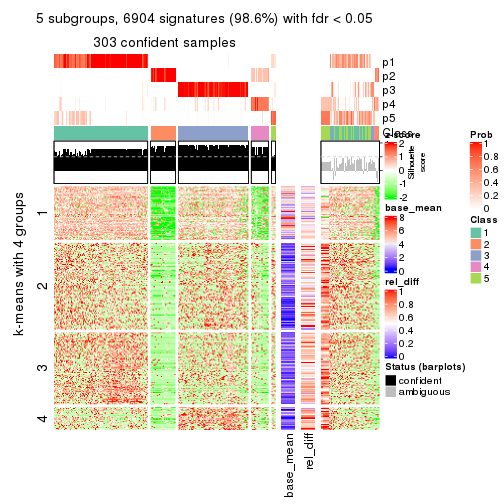 5 subgroups, 6904 signatures (98.6%) with fdr < 0.05
303 confident samples
p1
p2
p3
p4
p5
Class
Silhouette
score
k-means with 4 groups
1
2
3
4
base_mean
rel_diff
z-score
2
1
0
-1
-2
base_mean
8
6
4
2
0
rel_diff
1
0.8
0.6
0.4
0.2
0
Status (barplots)
confident
ambiguous
Prob
1
0.8
0.6
0.4
0.2
0
Class
1
2
3
4
5